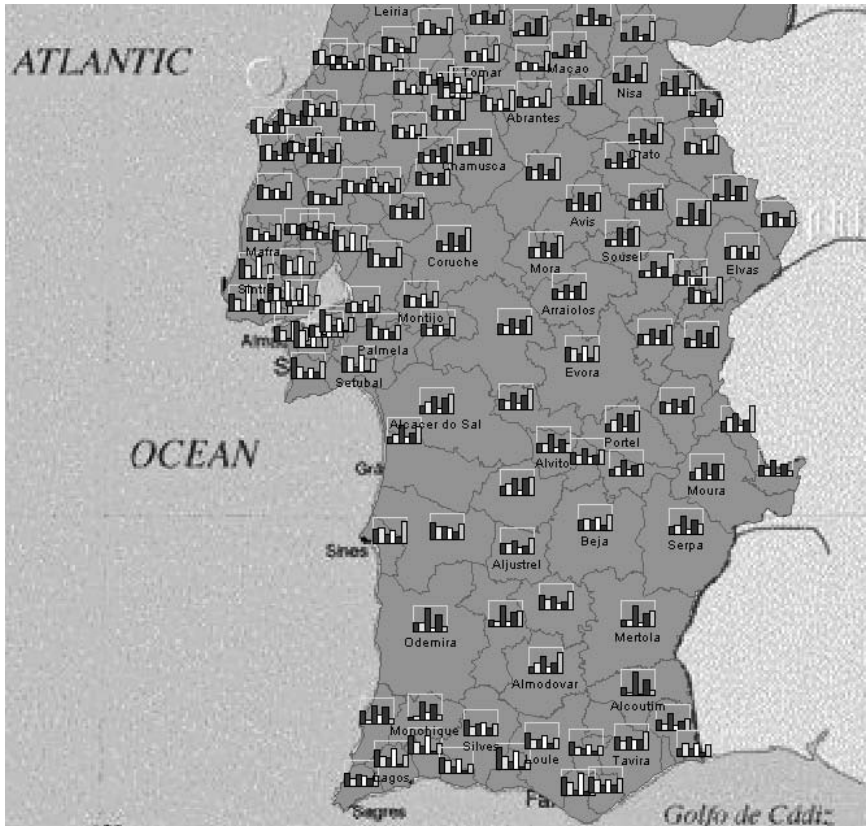 Leiria
ATLANTIC
Tomar
Maçao
Nisa
Abrantes
Chamusca
Avis
Mafra
Coruche
Mora
Sousel
Elvas
Sintra
Montijo
Arraiolos
Palmela
Evora
Setubal
Alcacer do Sal
Portel
OCEAN
Alvito
Moura
Sines
Beja
Serpa
Aljustrel
Odemira
Mertola
Almodovar
Alcoutim
Monchique
Silves
Loule
Tavira
Lagos
Sagres
Golfo de Cádiz